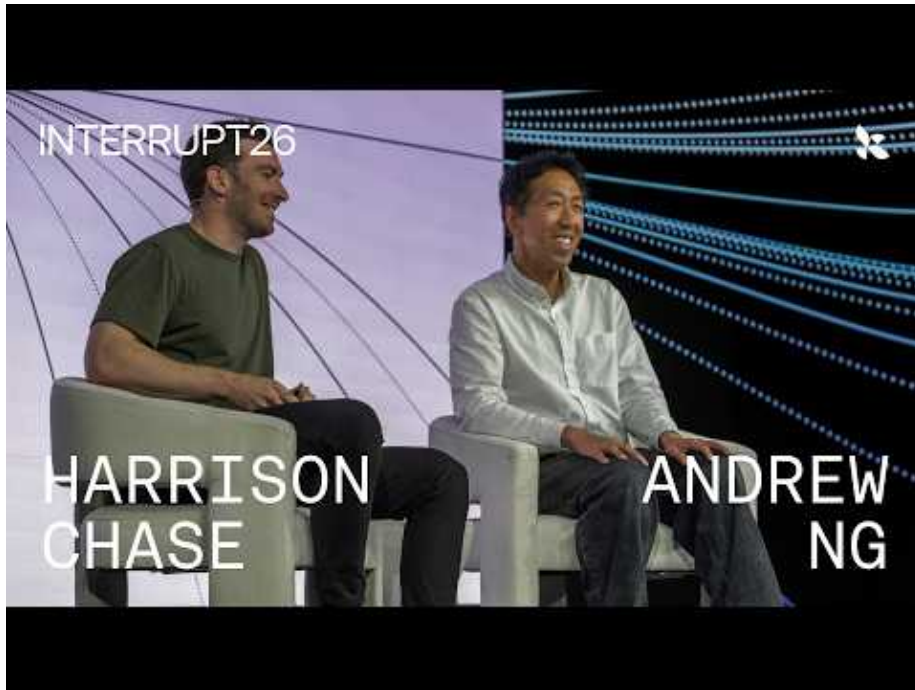 INTERRUPT26
HARRISON
CHASE
ANDREW
NG